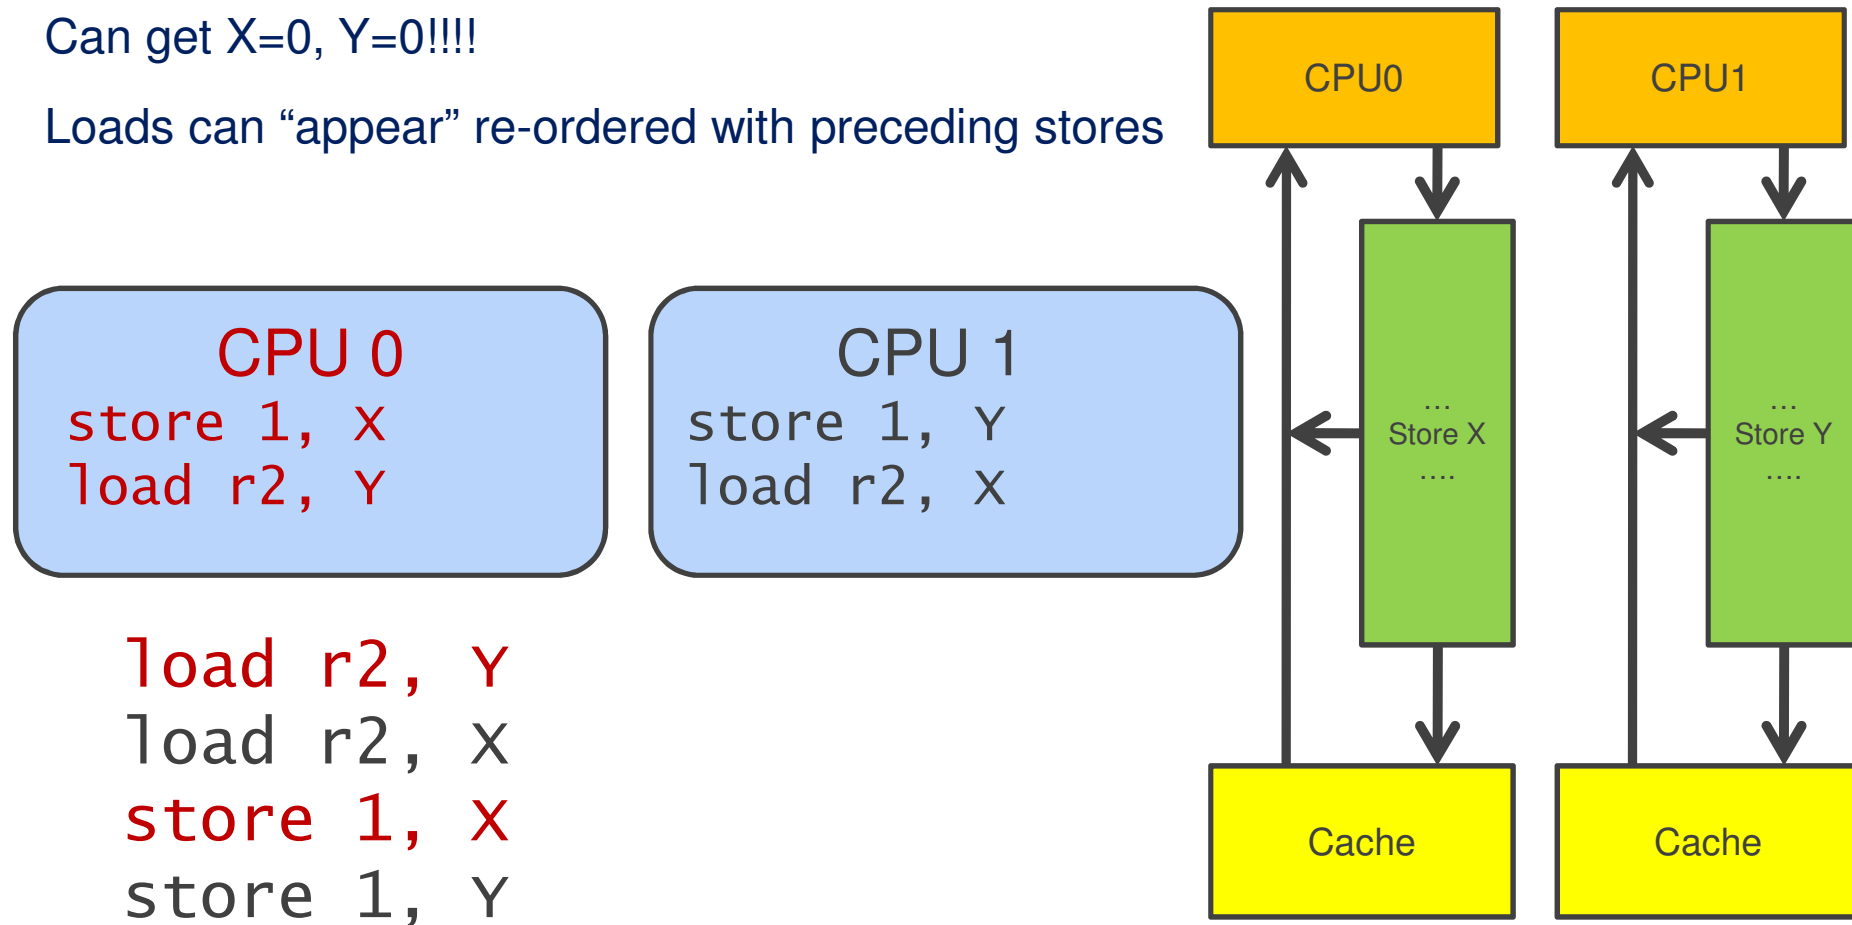 Can get X=0, Y=0!!!!
Loads can “appear” re-ordered with preceding stores
CPU 0
store 1, X
load r2, Y
CPU 1
store 1, Y
load r2, X
load r2, Y
load r2, X
store 1, X
store 1, Y
CPU0
...
Store X
....
Cache
CPU1
...
Store Y
....
Cache